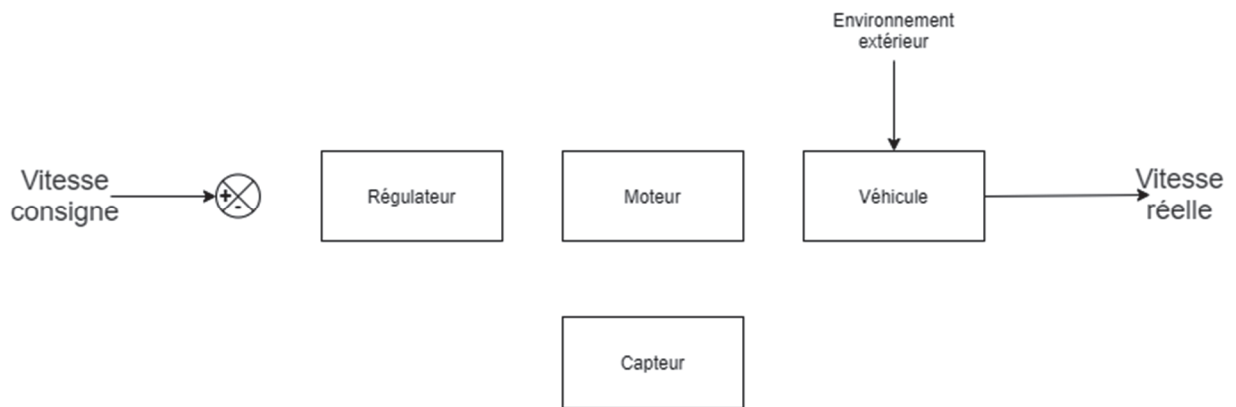 Environnement
extérieur
Vitesse
consigne
+
-
Régulateur
Moteur
Véhicule
Vitesse
réelle
Capteur